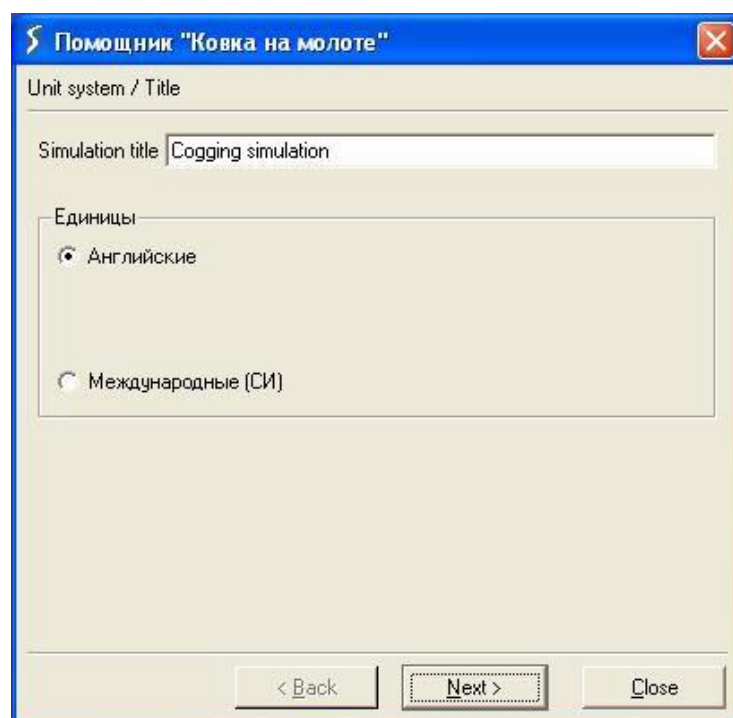 Помощник "Ковка на молоте"
Unit system / Title
Simulation title Cogging simulation
Единицы
Английские
Международные (СИ)
< Back Next > Close